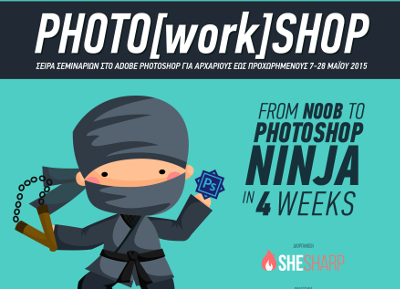 PHOTO[work]SHOP
ΣΕΙΡΑ ΣΕΜΙΝΑΡΙΩΝ ΣΤΟ ADOBE PHOTOSHOP ΓΙΑ ΑΡΧΑΡΙΟΥΣ ΕΩΣ ΠΡΟΧΩΡΗΜΕΝΟΥΣ 7-28 ΜΑΪΟΥ 2015
FROM NOOB TO
PHOTOSHOP
NINJA
IN 4 WEEKS
Ps
SHESHARP